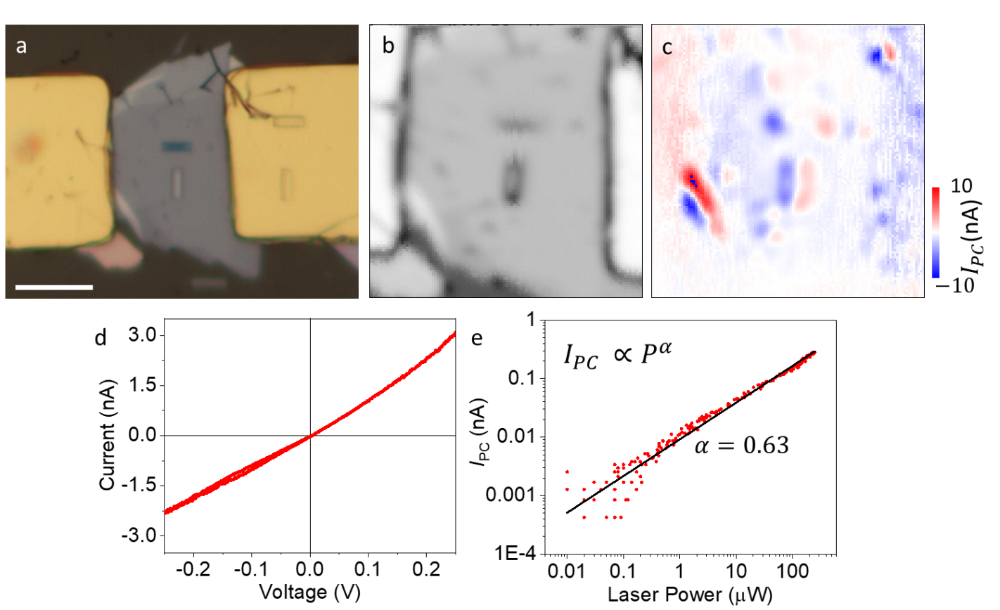 a
b
c
10
−10
I_PC (nA)
d
3.0
1.5
0.0
-1.5
-3.0
Current (nA)
-0.2
-0.1
0.0
0.1
0.2
Voltage (V)
e
1
0.1
0.01
0.001
1E-4
I_PC (nA)
I_PC ∝ P^α
α = 0.63
0.01
0.1
1
10
100
Laser Power (μW)